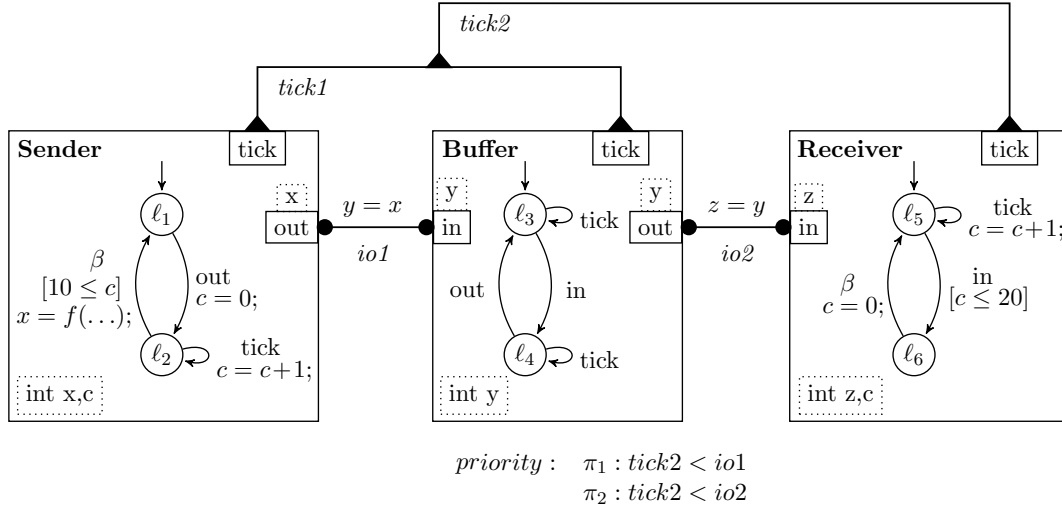 tick2
tick1
Sender
tick
x
out
ℓ1
ℓ2
β
[10 ≤ c]
x = f(...);
out
c = 0;
tick
c = c+1;
int x,c
y = x
io1
Buffer
tick
y
in
y
out
ℓ3
tick
out
in
ℓ4
tick
int y
z = y
io2
Receiver
tick
z
in
ℓ5
tick
c = c+1;
β
c = 0;
in
[c ≤ 20]
ℓ6
int z,c
priority : π1 : tick2 < io1
π2 : tick2 < io2